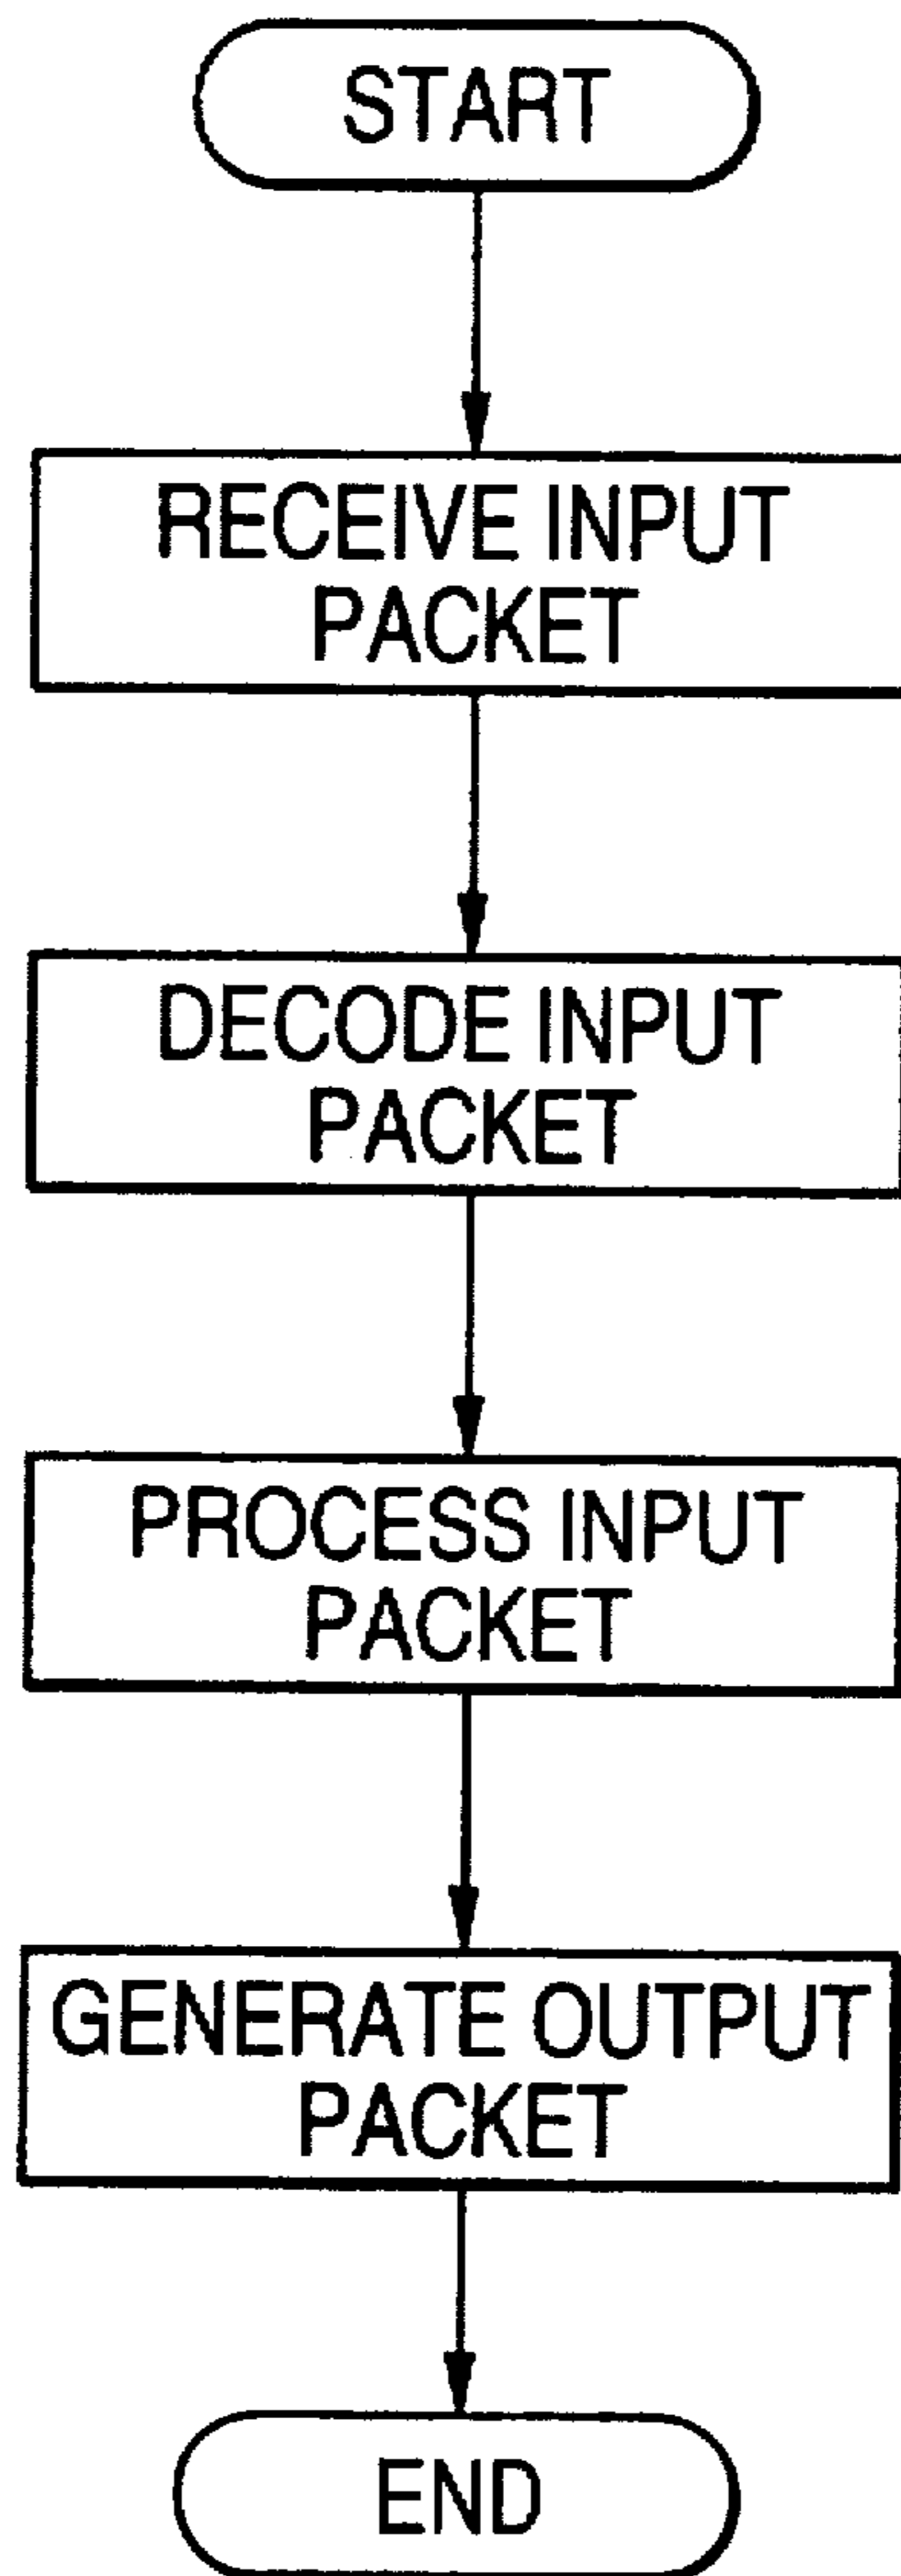 START
RECEIVE INPUT
PACKET
DECODE INPUT
PACKET
PROCESS INPUT
PACKET
GENERATE OUTPUT
PACKET
END